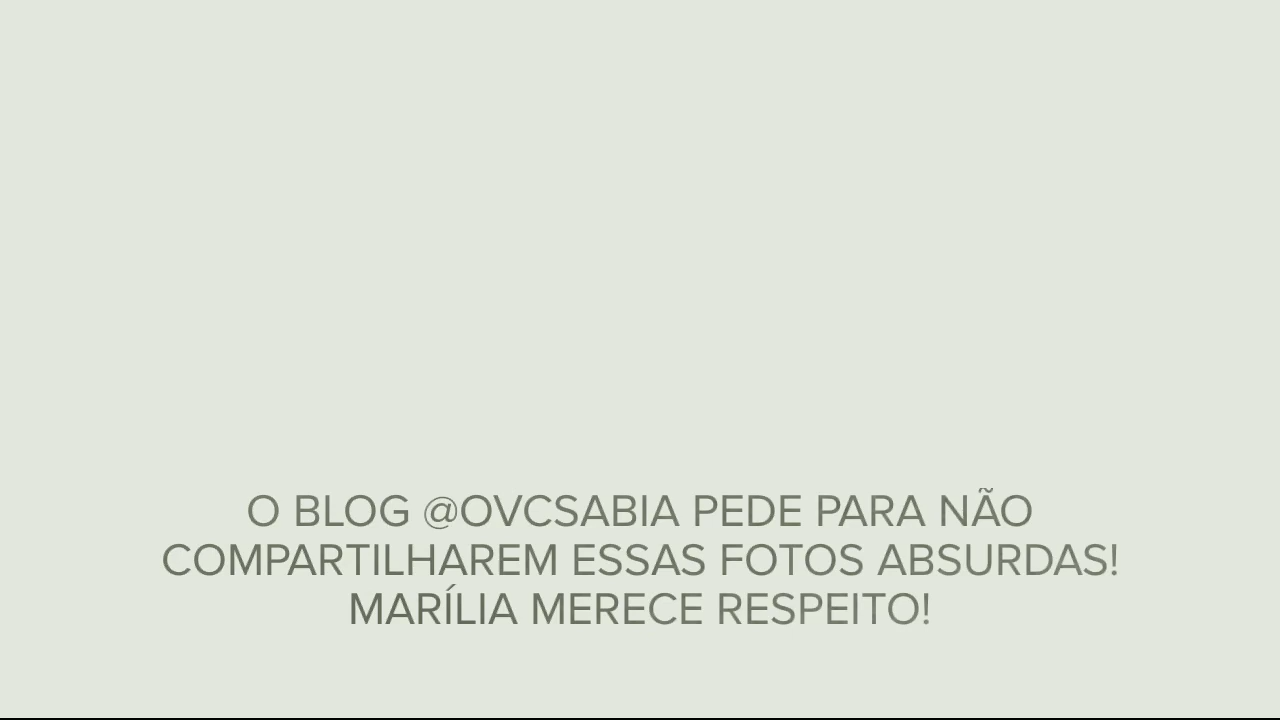 O BLOG @OVCSABIA PEDE PARA NÃO
COMPARTILHAREM ESSAS FOTOS ABSURDAS!
MARÍLIA MERECE RESPEITO!